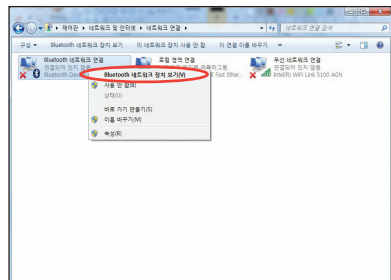 제어판 ▸ 네트워크 및 인터넷 ▸ 네트워크 연결 ▸
네트워크 연결 검색
구성 ▾ Bluetooth 네트워크 장치 보기 이 네트워크 장치 사용 안 함 이 연결 이름 바꾸기 »
Bluetooth 네트워크 연결
연결되어 있지 않음
Bluetooth
로컬 영역 연결
E Fast Ether...
무선 네트워크 연결
연결되어 있지 않음
Intel(R) WiFi Link 5100 AGN
Bluetooth 네트워크 장치 보기(V)
사용 안 함(B)
상태(U)
바로 가기 만들기(S)
이름 바꾸기(M)
속성(R)